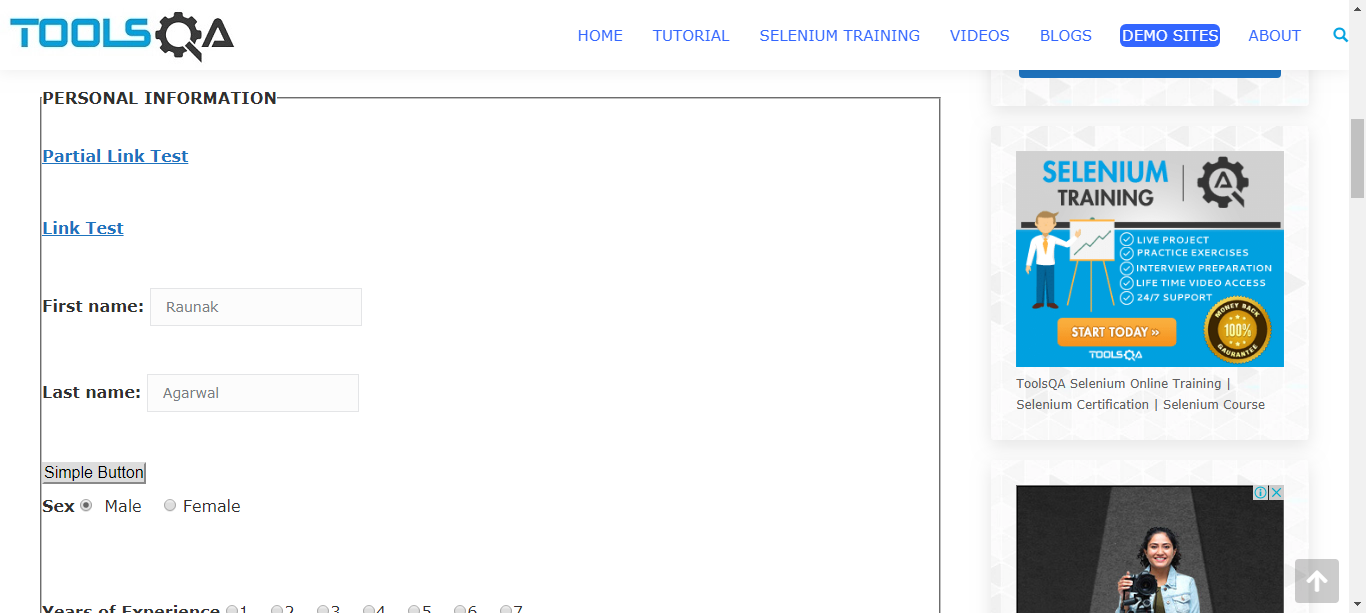 TOOLSQA
HOME TUTORIAL SELENIUM TRAINING VIDEOS BLOGS DEMO SITES ABOUT
PERSONAL INFORMATION
Partial Link Test
Link Test
First name: Raunak
Last name: Agarwal
Simple Button
Sex Male Female
Years of Experience 1 2 3 4 5 6 7
SELENIUM
TRAINING
LIVE PROJECT
PRACTICE EXERCISES
INTERVIEW PREPARATION
LIFE TIME VIDEO ACCESS
24/7 SUPPORT
START TODAY »
TOOLSQA
MONEY BACK
100%
GAURANTEE
ToolsQA Selenium Online Training |
Selenium Certification | Selenium Course